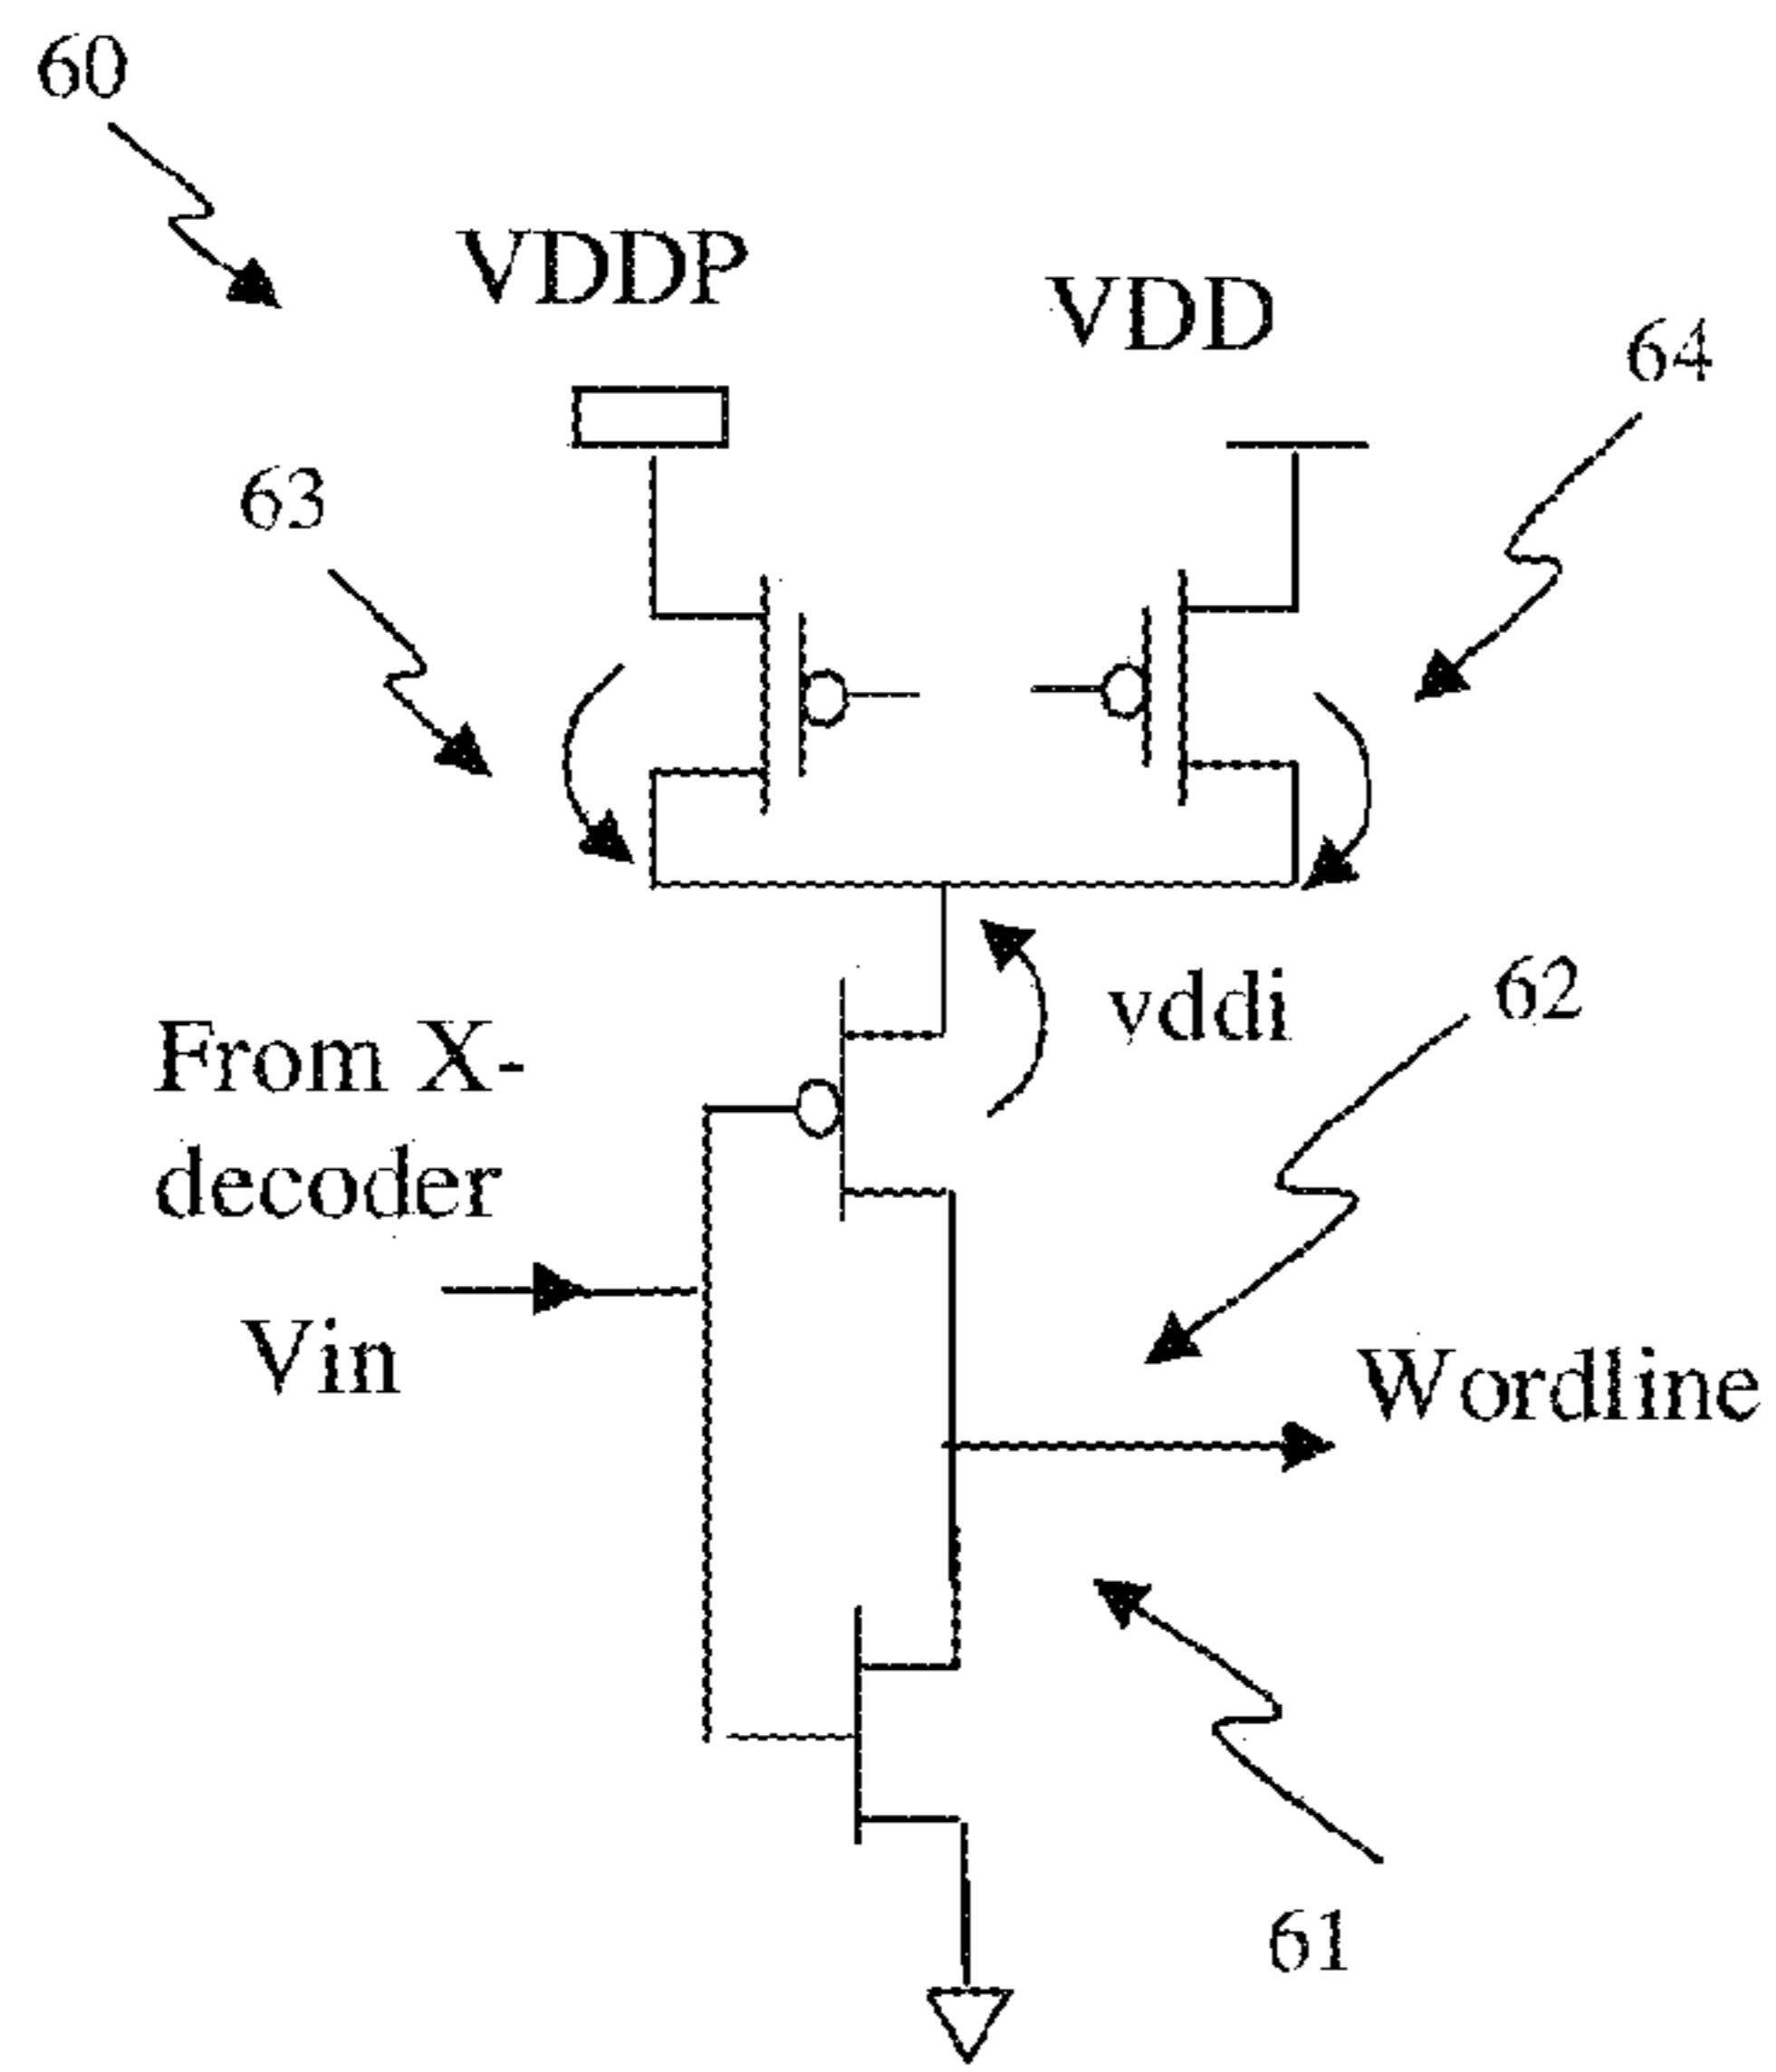 60
VDDP
VDD
64
63
vddi
62
From X-
decoder
Vin
Wordline
61